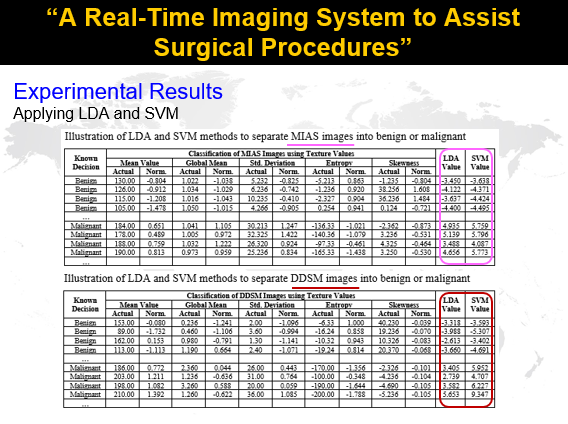 “A Real-Time Imaging System to Assist
Surgical Procedures”
Experimental Results
Applying LDA and SVM
Illustration of LDA and SVM methods to separate MIAS images into benign or malignant
Known Decision Classification of MIAS Images using Texture Values LDA Value SVM Value
Mean Value Global Mean Std. Deviation Entropy Skewness
Actual Norm. Actual Norm. Actual Norm. Actual Norm. Actual Norm.
Benign 130.00 -0.804 1.022 -1.038 5.232 -0.825 -5.213 0.863 -1.235 -0.804 -3.450 -3.638
Benign 126.00 -0.912 1.034 -1.029 6.236 -0.742 -1.236 0.920 38.256 1.608 -4.122 -4.371
Benign 115.00 -1.208 1.016 -1.043 10.235 -0.410 -2.327 0.904 36.236 1.484 -3.637 -4.424
Benign 105.00 -1.478 1.050 -1.015 4.266 -0.905 0.254 0.941 0.124 -0.721 -4.400 -4.495
...
Malignant 184.00 0.651 1.041 1.105 30.213 1.247 -136.33 -1.021 -2.362 -0.873 4.935 5.759
Malignant 178.00 0.489 1.005 0.972 32.325 1.422 -140.36 -1.079 3.236 -0.531 5.139 5.796
Malignant 188.00 0.759 1.032 1.222 26.320 0.924 -97.33 -0.461 4.325 -0.464 3.488 4.087
Malignant 190.00 0.813 0.973 0.959 25.236 0.834 -165.33 -1.438 3.250 -0.530 4.656 5.773
...
Illustration of LDA and SVM methods to separate DDSM images into benign or malignant
Known Decision Classification of DDSM Images using Texture Values LDA Value SVM Value
Mean Value Global Mean Std. Deviation Entropy Skewness
Actual Norm. Actual Norm. Actual Norm. Actual Norm. Actual Norm.
Benign 153.00 -0.080 0.236 -1.241 2.00 -1.096 -6.33 1.000 40.230 -0.039 -3.318 -3.593
Benign 89.00 -1.732 0.460 -1.106 3.60 -0.994 -16.24 0.858 19.236 -0.070 -3.988 -5.307
Benign 162.00 0.153 0.980 -0.791 1.30 -1.141 -10.32 0.943 10.326 -0.083 -2.613 -3.402
Benign 113.00 -1.113 1.190 0.664 2.40 -1.071 -19.24 0.814 20.370 -0.068 -3.660 -4.691
...
Malignant 186.00 0.772 2.360 0.044 26.00 0.443 -170.00 -1.356 -2.326 -0.101 3.405 5.952
Malignant 203.00 1.211 1.236 -0.636 31.00 0.764 -100.00 -0.348 -4.236 -0.104 2.739 4.707
Malignant 198.00 1.082 3.260 0.588 20.00 0.059 -190.00 -1.644 -4.690 -0.105 3.582 6.227
Malignant 210.00 1.392 1.260 -0.622 36.00 1.085 -200.00 -1.788 -5.236 -0.105 5.653 9.347
...